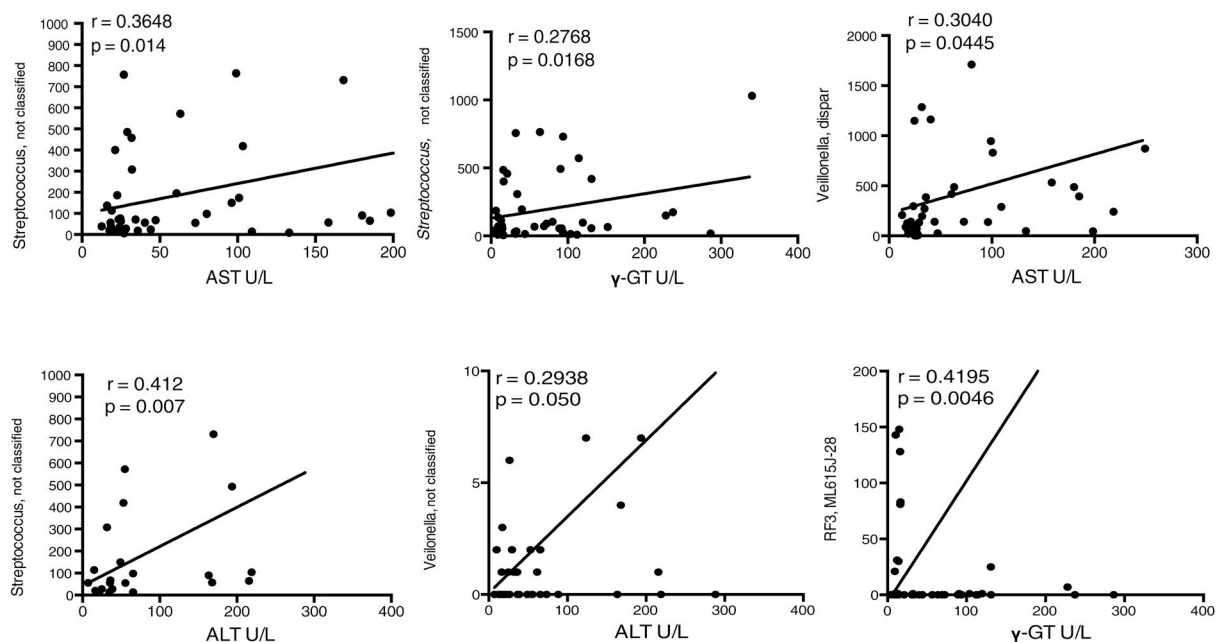 r = 0.3648
p = 0.014
Streptococcus, not classified
1000
900
800
700
600
500
400
300
200
100
0
0
50
100
150
200
AST U/L
r = 0.2768
p = 0.0168
Streptococcus, not classified
1500
1000
500
0
0
100
200
300
400
γ-GT U/L
r = 0.3040
p = 0.0445
Veillonella, dispar
2000
1500
1000
500
0
0
100
200
300
AST U/L
r = 0.412
p = 0.007
Streptococcus, not classified
1000
900
800
700
600
500
400
300
200
100
0
0
100
200
300
400
ALT U/L
r = 0.2938
p = 0.050
Veilonella, not classified
10
5
0
0
100
200
300
400
ALT U/L
r = 0.4195
p = 0.0046
RF3, ML615J-28
200
150
100
50
0
0
100
200
300
400
γ-GT U/L